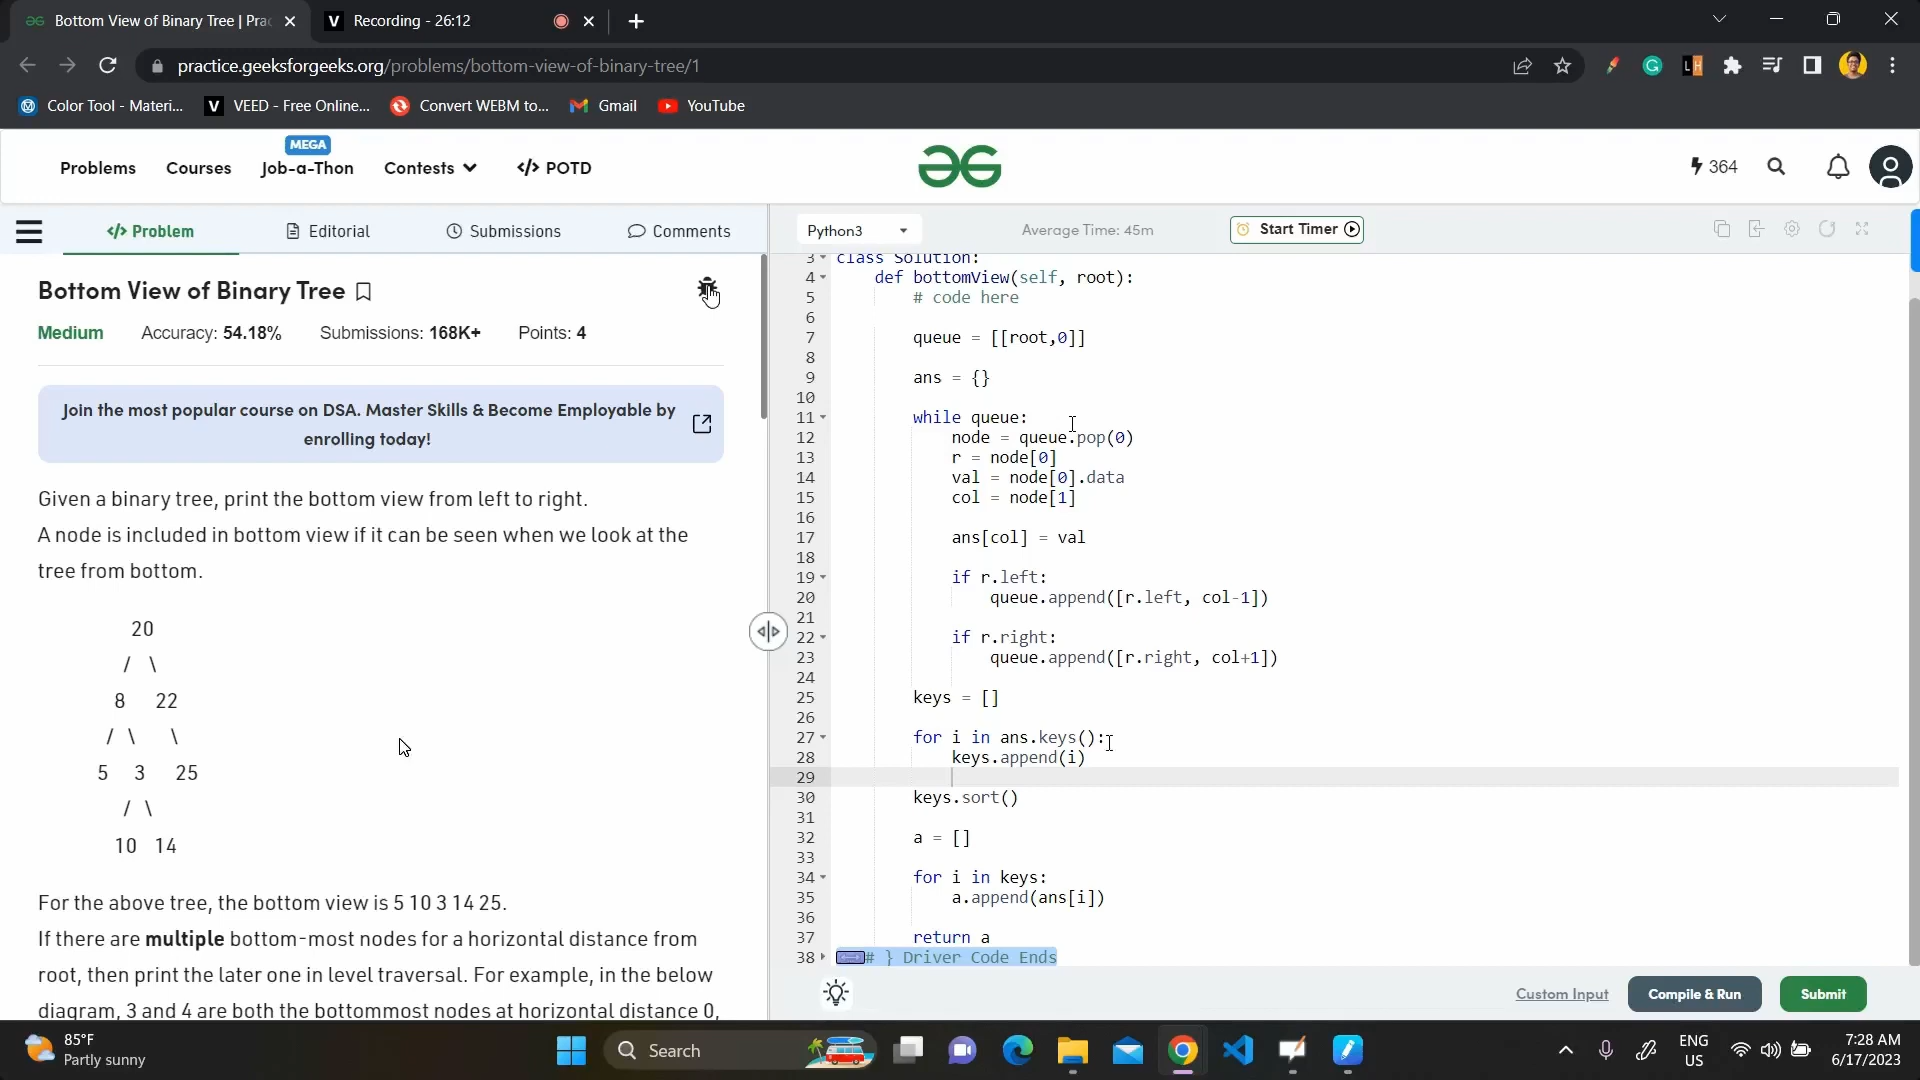 Bottom View of Binary Tree | Prac
Recording - 26:12
practice.geeksforgeeks.org/problems/bottom-view-of-binary-tree/1
Color Tool - Materi...
VEED - Free Online...
Convert WEBM to...
Gmail
YouTube
Problems
Courses
MEGA
Job-a-Thon
Contests
</> POTD
364
</> Problem
Editorial
Submissions
Comments
Python3
Average Time: 45m
Start Timer
Bottom View of Binary Tree
Medium Accuracy: 54.18% Submissions: 168K+ Points: 4
Join the most popular course on DSA. Master Skills & Become Employable by
enrolling today!
Given a binary tree, print the bottom view from left to right.
A node is included in bottom view if it can be seen when we look at the
tree from bottom.
20
/ \
8 22
/ \ \
5 3 25
/ \
10 14
For the above tree, the bottom view is 5 10 3 14 25.
If there are multiple bottom-most nodes for a horizontal distance from
root, then print the later one in level traversal. For example, in the below
diagram, 3 and 4 are both the bottommost nodes at horizontal distance 0,
3 class Solution:
4 def bottomView(self, root):
5 # code here
6
7 queue = [[root,0]]
8
9 ans = {}
10
11 while queue:
12 node = queue.pop(0)
13 r = node[0]
14 val = node[0].data
15 col = node[1]
16
17 ans[col] = val
18
19 if r.left:
20 queue.append([r.left, col-1])
21
22 if r.right:
23 queue.append([r.right, col+1])
24
25 keys = []
26
27 for i in ans.keys():
28 keys.append(i)
29
30 keys.sort()
31
32 a = []
33
34 for i in keys:
35 a.append(ans[i])
36
37 return a
38 # } Driver Code Ends
Custom Input
Compile & Run
Submit
85°F
Partly sunny
Search
ENG
US
7:28 AM
6/17/2023